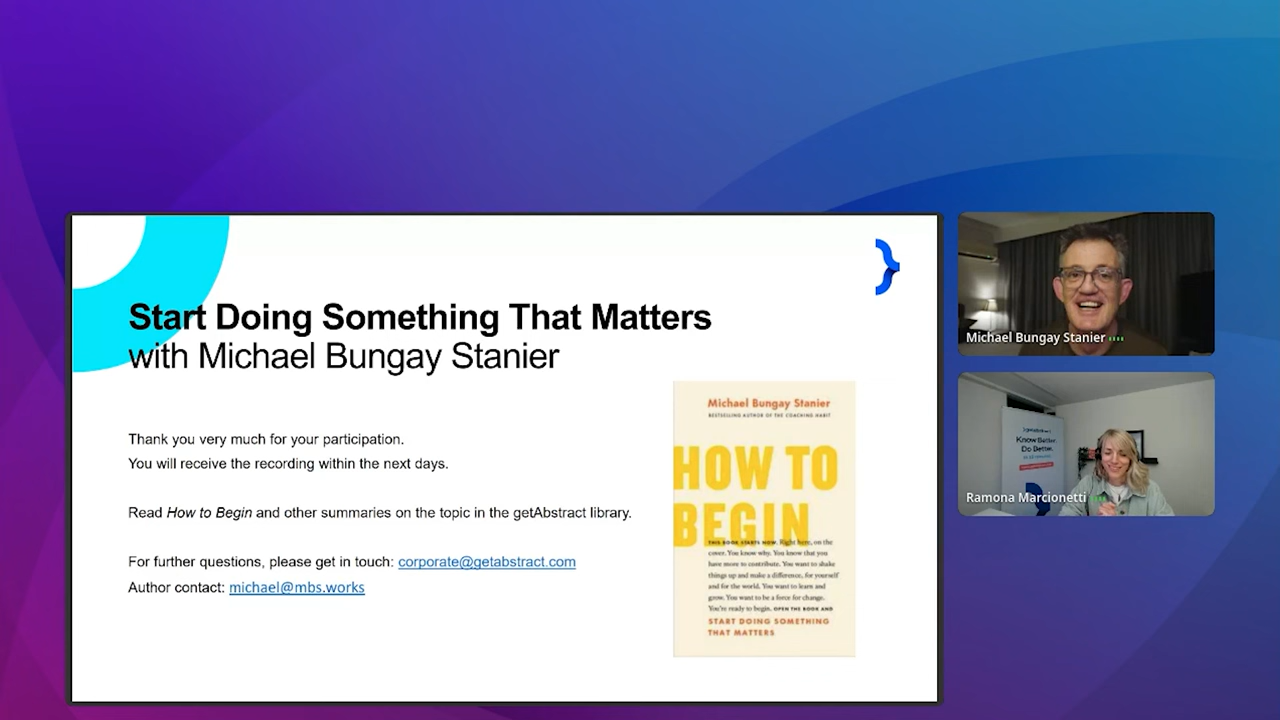 Start Doing Something That Matters
with Michael Bungay Stanier
Thank you very much for your participation.
You will receive the recording within the next days.
Read How to Begin and other summaries on the topic in the getAbstract library.
For further questions, please get in touch: corporate@getabstract.com
Author contact: michael@mbs.works
Michael Bungay Stanier
BESTSELLING AUTHOR OF THE COACHING HABIT
HOW TO
BEGIN
THIS BOOK STARTS NOW. Right here, on the
cover. You know why. You know that you
have more to contribute. You want to shake
things up and make a difference, for yourself
and for the world. You want to learn and
grow. You want to be a force for change.
You're ready to begin. OPEN THE BOOK AND
START DOING SOMETHING
THAT MATTERS
Michael Bungay Stanier
Know Better.
Do Better.
Ramona Marcionetti